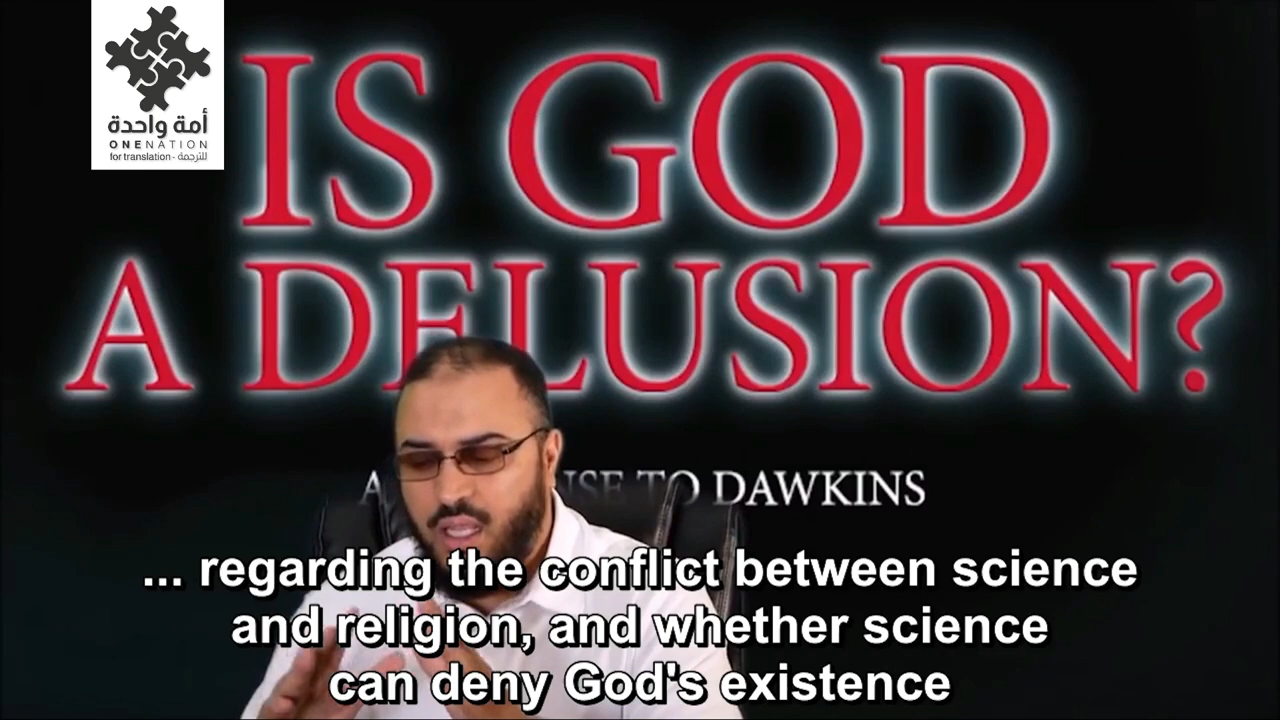 أمة واحدة
ONENATION
for translation - للترجمة
IS GOD
A DELUSION?
TO DAWKINS
... regarding the conflict between science
and religion, and whether science
can deny God's existence